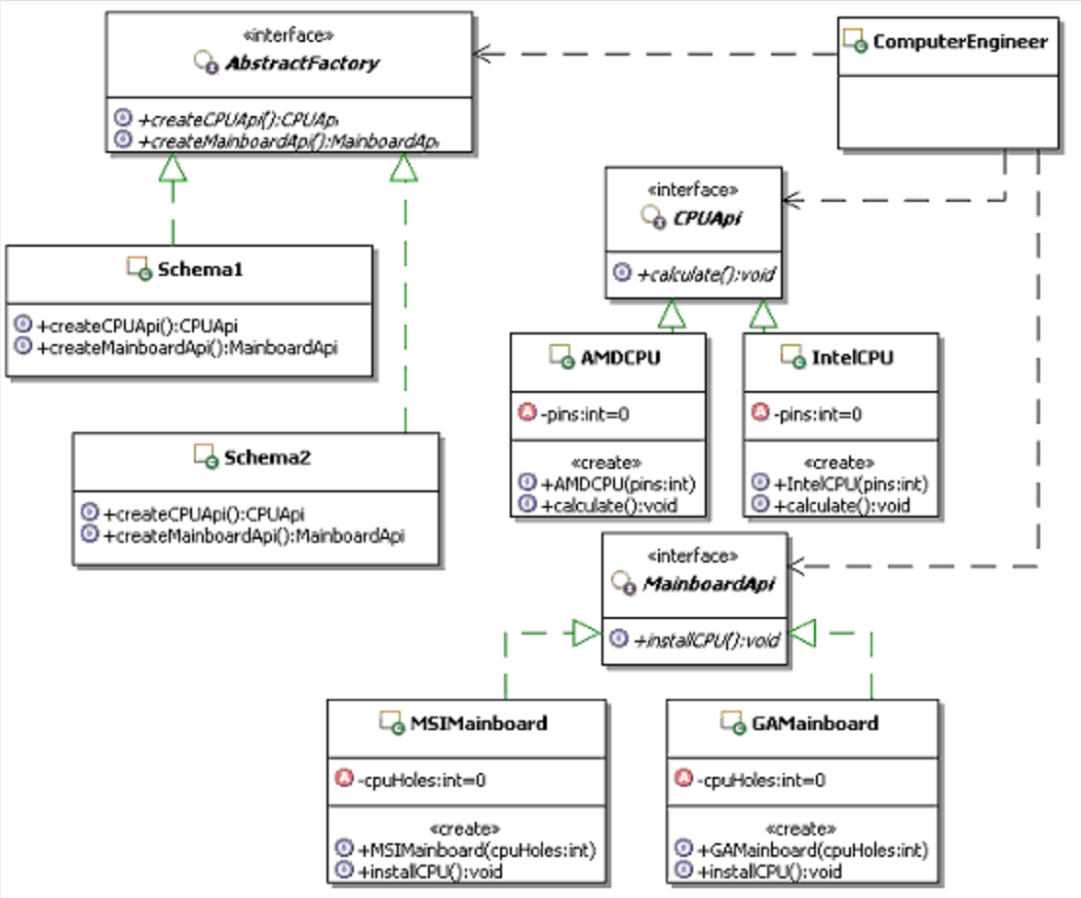 «interface»
AbstractFactory
+createCPUApi():CPUApi
+createMainboardApi():MainboardApi
ComputerEngineer
«interface»
CPUApi
+calculate():void
Schema1
+createCPUApi():CPUApi
+createMainboardApi():MainboardApi
AMDCPU
-pins:int=0
«create»
+AMDCPU(pins:int)
+calculate():void
IntelCPU
-pins:int=0
«create»
+IntelCPU(pins:int)
+calculate():void
Schema2
+createCPUApi():CPUApi
+createMainboardApi():MainboardApi
«interface»
MainboardApi
+installCPU():void
MSIMainboard
-cpuHoles:int=0
«create»
+MSIMainboard(cpuHoles:int)
+installCPU():void
GAMainboard
-cpuHoles:int=0
«create»
+GAMainboard(cpuHoles:int)
+installCPU():void